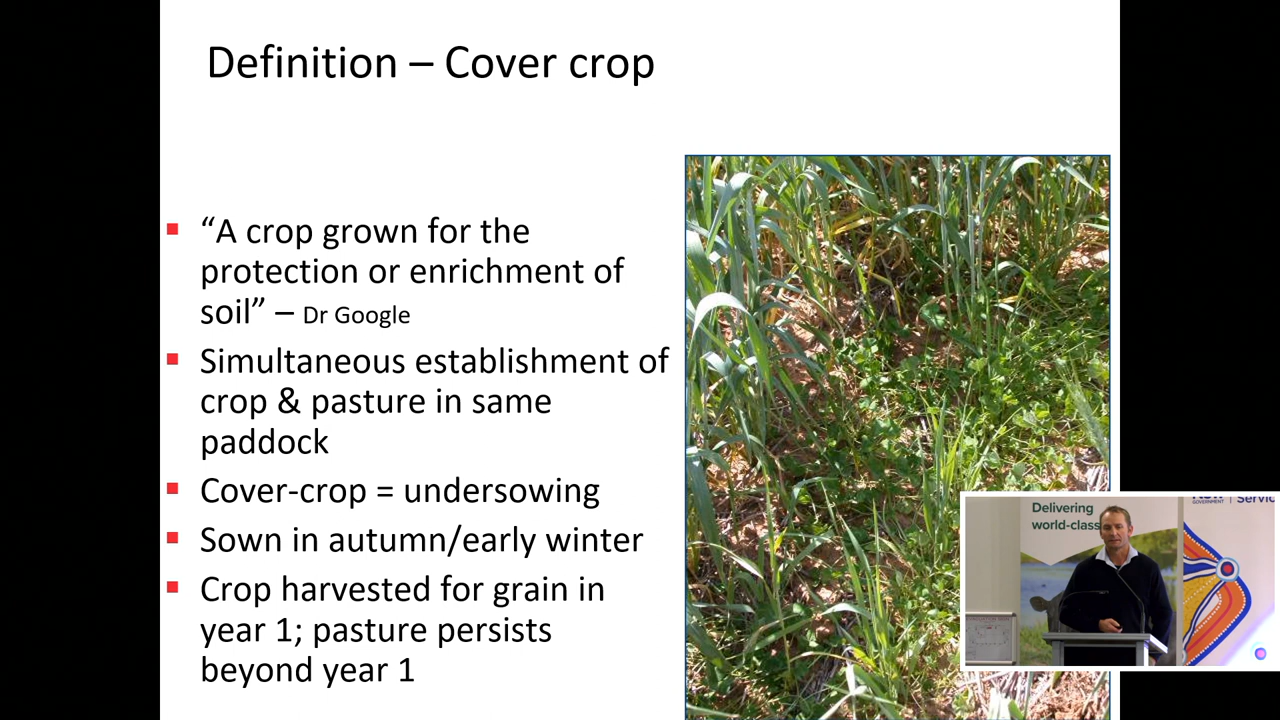 Definition – Cover crop
▪ “A crop grown for the
protection or enrichment of
soil” – Dr Google
▪ Simultaneous establishment of
crop & pasture in same
paddock
▪ Cover-crop = undersowing
▪ Sown in autumn/early winter
▪ Crop harvested for grain in
year 1; pasture persists
beyond year 1
Delivering
world-class
GOVERNMENT